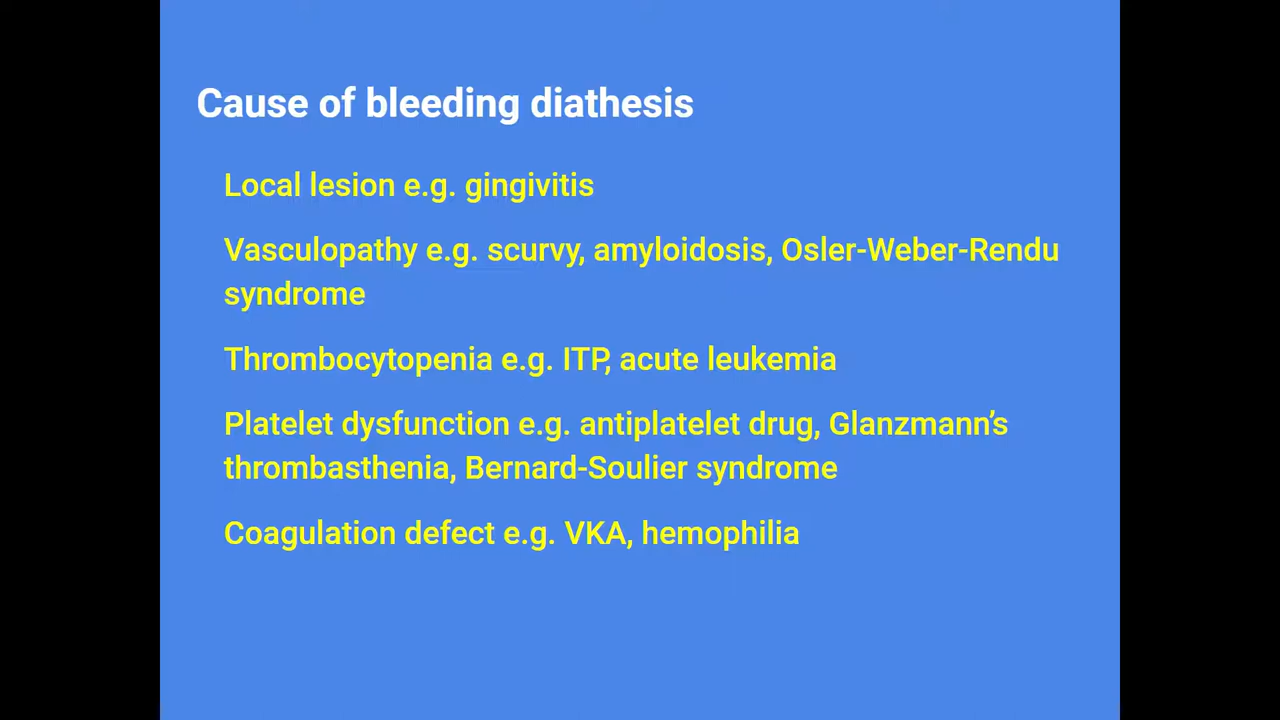 Cause of bleeding diathesis
Local lesion e.g. gingivitis
Vasculopathy e.g. scurvy, amyloidosis, Osler-Weber-Rendu
syndrome
Thrombocytopenia e.g. ITP, acute leukemia
Platelet dysfunction e.g. antiplatelet drug, Glanzmann’s
thrombasthenia, Bernard-Soulier syndrome
Coagulation defect e.g. VKA, hemophilia